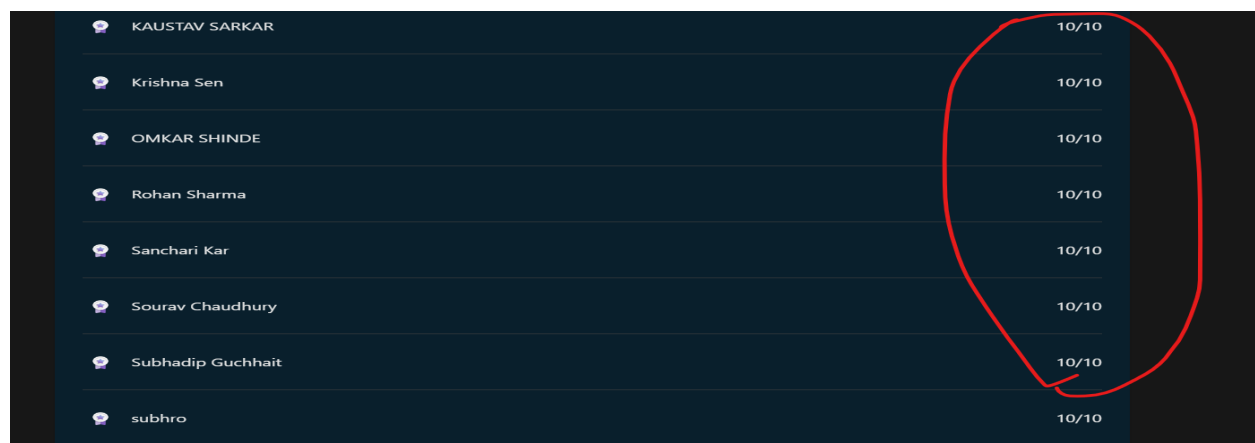 KAUSTAV SARKAR 10/10
Krishna Sen 10/10
OMKAR SHINDE 10/10
Rohan Sharma 10/10
Sanchari Kar 10/10
Sourav Chaudhury 10/10
Subhadip Guchhait 10/10
subhro 10/10